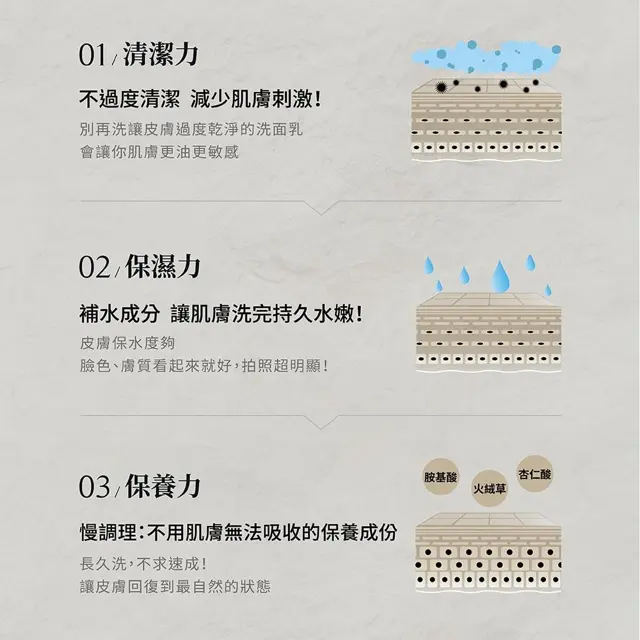 01/清潔力
不過度清潔 減少肌膚刺激!
別再洗讓皮膚過度乾淨的洗面乳
會讓你肌膚更油更敏感
02/保濕力
補水成分 讓肌膚洗完持久水嫩!
皮膚保水度夠
臉色、膚質看起來就好,拍照超明顯!
03/保養力
胺基酸
火絨草
杏仁酸
慢調理:不用肌膚無法吸收的保養成份
長久洗,不求速成!
讓皮膚回復到最自然的狀態